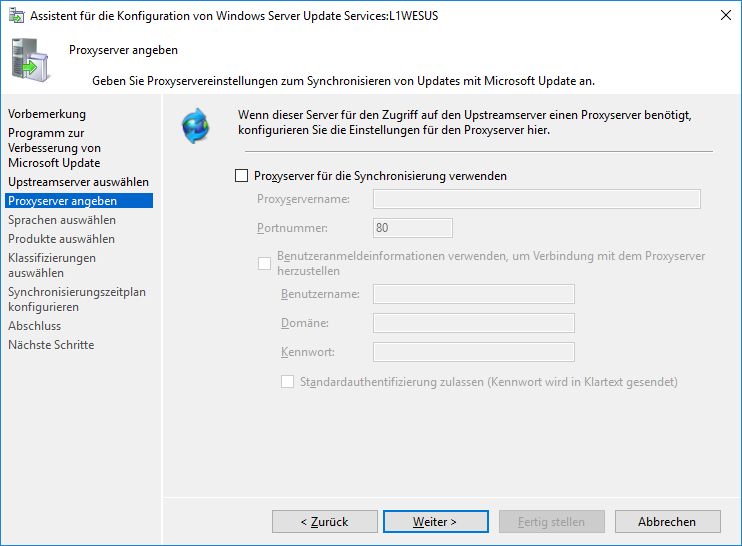 Assistent für die Konfiguration von Windows Server Update Services:L1WESUS
Proxyserver angeben
Geben Sie Proxyservereinstellungen zum Synchronisieren von Updates mit Microsoft Update an.
Vorbemerkung
Programm zur
Verbesserung von
Microsoft Update
Upstreamserver auswählen
Proxyserver angeben
Sprachen auswählen
Produkte auswählen
Klassifizierungen
auswählen
Synchronisierungszeitplan
konfigurieren
Abschluss
Nächste Schritte
Wenn dieser Server für den Zugriff auf den Upstreamserver einen Proxyserver benötigt,
konfigurieren Sie die Einstellungen für den Proxyserver hier.
Proxyserver für die Synchronisierung verwenden
Proxyservername:
Portnummer: 80
Benutzeranmeldeinformationen verwenden, um Verbindung mit dem Proxyserver
herzustellen
Benutzername:
Domäne:
Kennwort:
Standardauthentifizierung zulassen (Kennwort wird in Klartext gesendet)
< Zurück Weiter > Fertig stellen Abbrechen